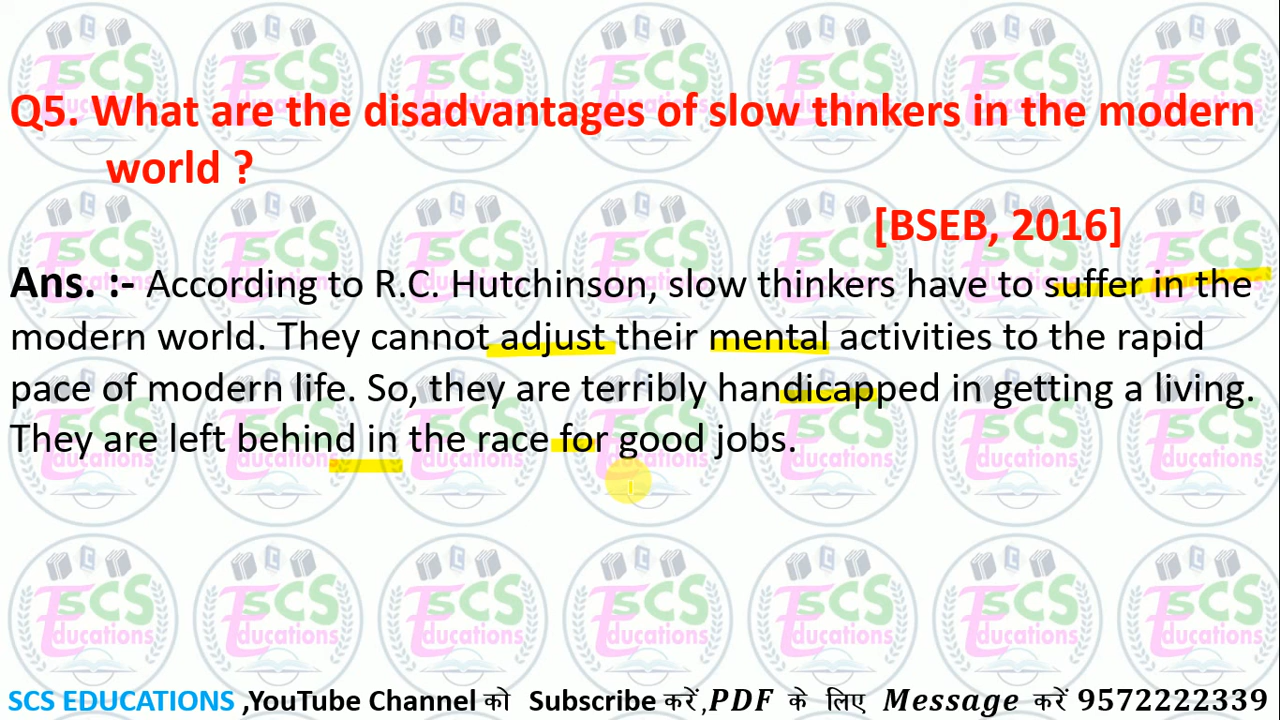 Q5. What are the disadvantages of slow thnkers in the modern
world ?
[BSEB, 2016]
Ans. :- According to R.C. Hutchinson, slow thinkers have to suffer in the
modern world. They cannot adjust their mental activities to the rapid
pace of modern life. So, they are terribly handicapped in getting a living.
They are left behind in the race for good jobs.
SCS EDUCATIONS ,YouTube Channel को Subscribe करें,PDF के लिए Message करें 9572222339